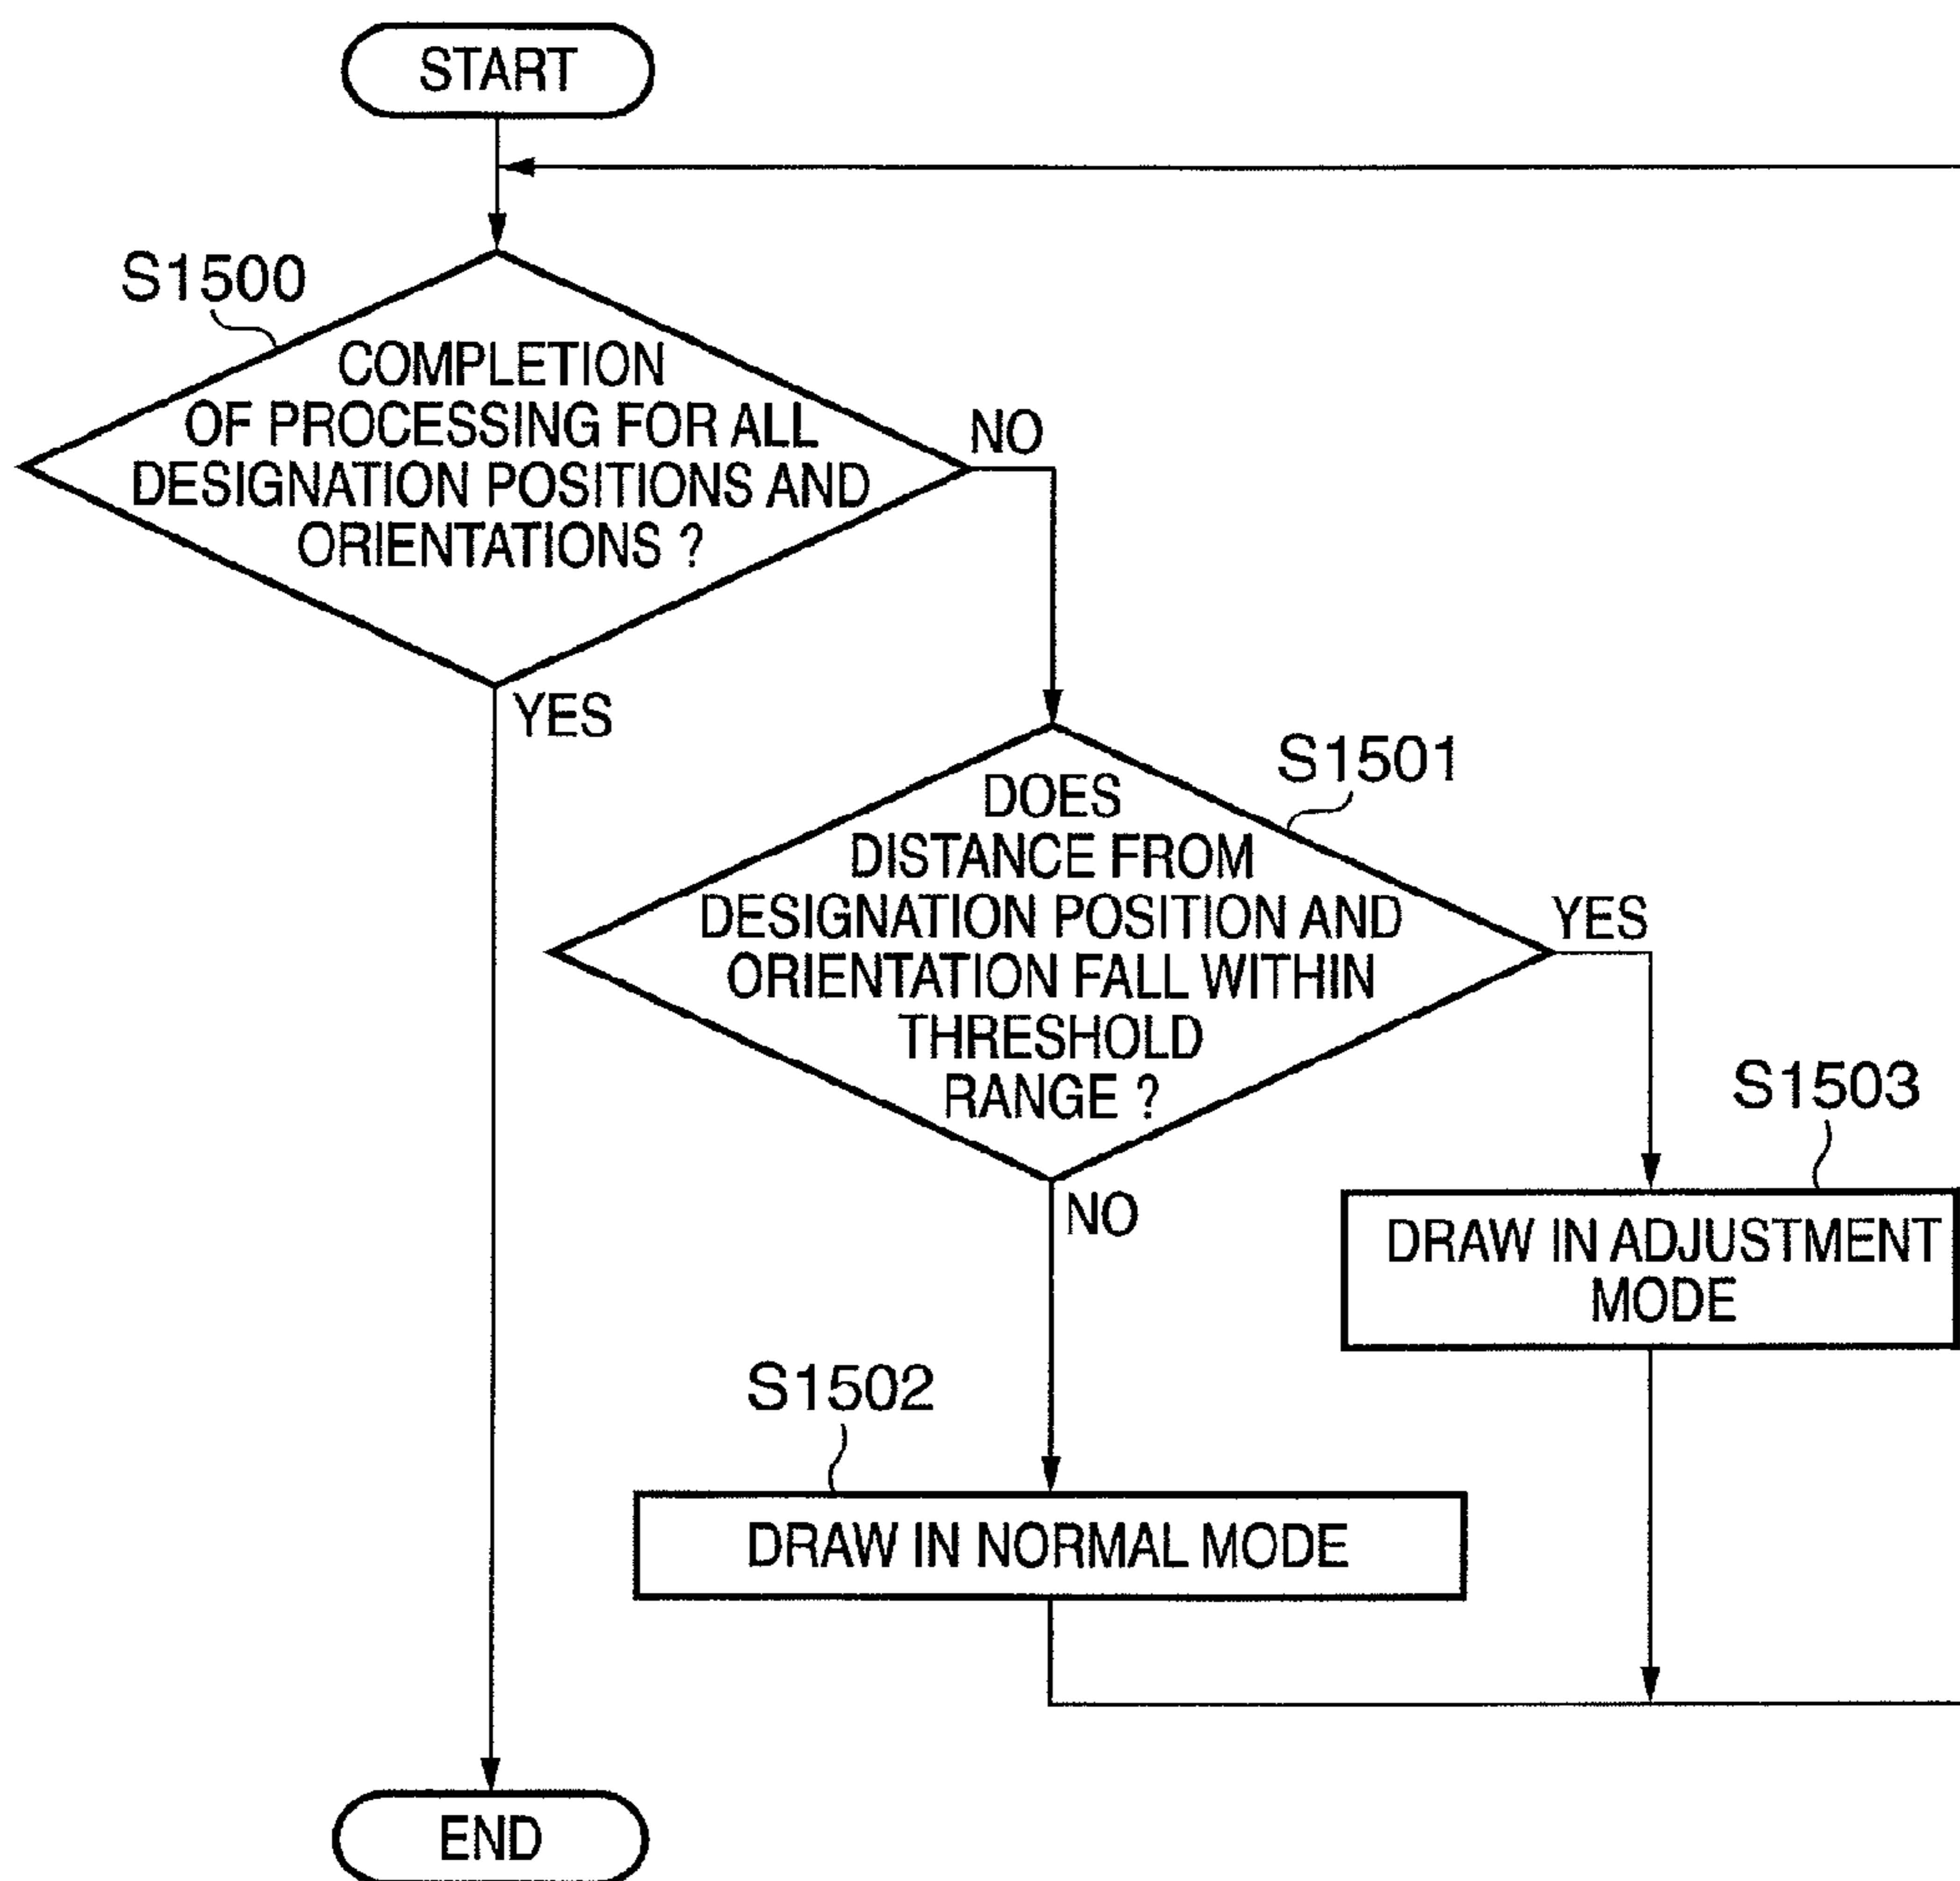 START
S1500
COMPLETION
OF PROCESSING FOR ALL
DESIGNATION POSITIONS AND
ORIENTATIONS ?
NO
YES
S1501
DOES
DISTANCE FROM
DESIGNATION POSITION AND
ORIENTATION FALL WITHIN
THRESHOLD
RANGE ?
YES
NO
S1503
DRAW IN ADJUSTMENT
MODE
S1502
DRAW IN NORMAL MODE
END